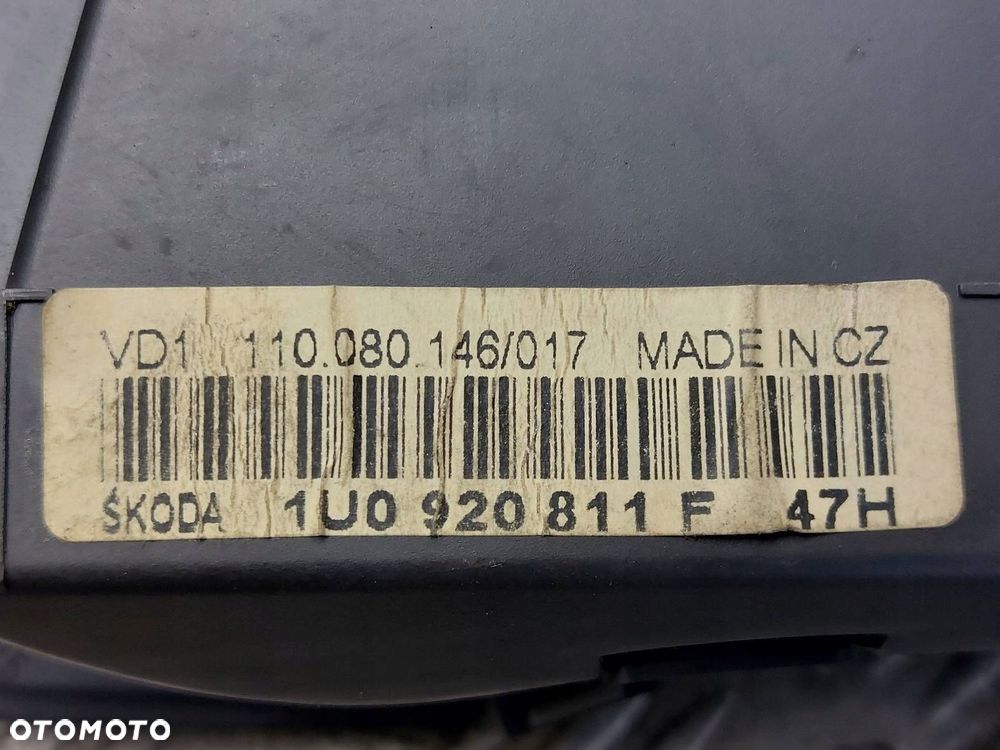 VD1 110.080.146/017 MADE IN CZ
ŠKODA 1U0 920 811 F 47H
OTOMOTO